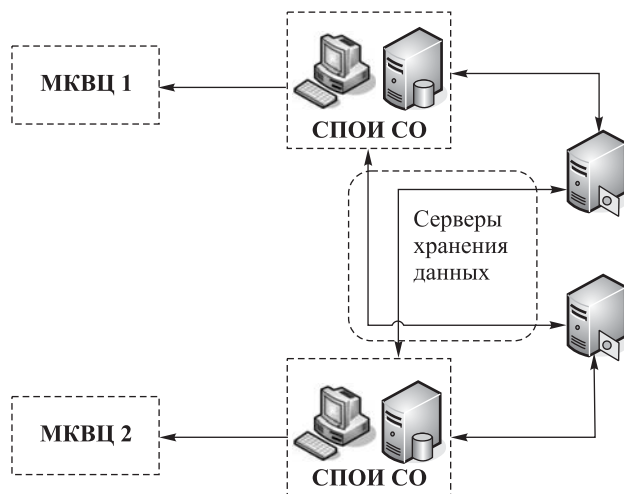 МКВЦ 1
СПОИ СО
Серверы
хранения
данных
МКВЦ 2
СПОИ СО